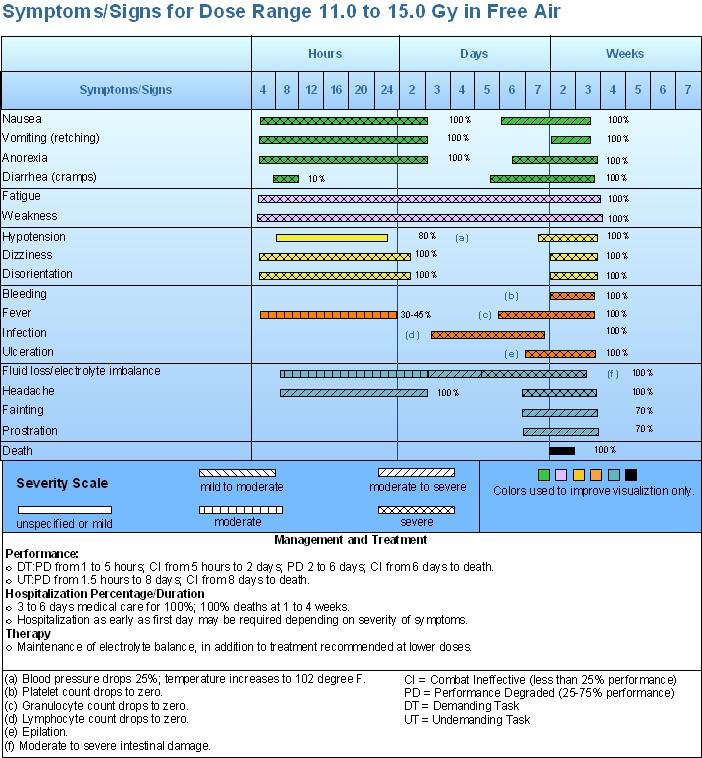 Symptoms/Signs for Dose Range 11.0 to 15.0 Gy in Free Air
Hours Days Weeks
Symptoms/Signs 4 8 12 16 20 24 2 3 4 5 6 7 2 3 4 5 6 7
Nausea 100% 100%
Vomiting (retching) 100% 100%
Anorexia 100% 100%
Diarrhea (cramps) 10% 100%
Fatigue 100%
Weakness 100%
Hypotension 80% (a) 100%
Dizziness 100% 100%
Disorientation 100% 100%
Bleeding (b) 100%
Fever 30-45% (c) 100%
Infection (d) 100%
Ulceration (e) 100%
Fluid loss/electrolyte imbalance (f) 100%
Headache 100% 100%
Fainting 70%
Prostration 70%
Death 100%
Severity Scale
mild to moderate moderate to severe
unspecified or mild moderate severe
Colors used to improve visualiztion only.
Management and Treatment
Performance:
DT:PD from 1 to 5 hours; CI from 5 hours to 2 days; PD 2 to 6 days; CI from 6 days to death.
UT:PD from 1.5 hours to 8 days; CI from 8 days to death.
Hospitalization Percentage/Duration
3 to 6 days medical care for 100%; 100% deaths at 1 to 4 weeks.
Hospitalization as early as first day may be required depending on severity of symptoms.
Therapy
Maintenance of electrolyte balance, in addition to treatment recommended at lower doses.
(a) Blood pressure drops 25%; temperature increases to 102 degree F.
(b) Platelet count drops to zero.
(c) Granulocyte count drops to zero.
(d) Lymphocyte count drops to zero.
(e) Epilation.
(f) Moderate to severe intestinal damage.
CI = Combat Ineffective (less than 25% performance)
PD = Performance Degraded (25-75% performance)
DT = Demanding Task
UT = Undemanding Task